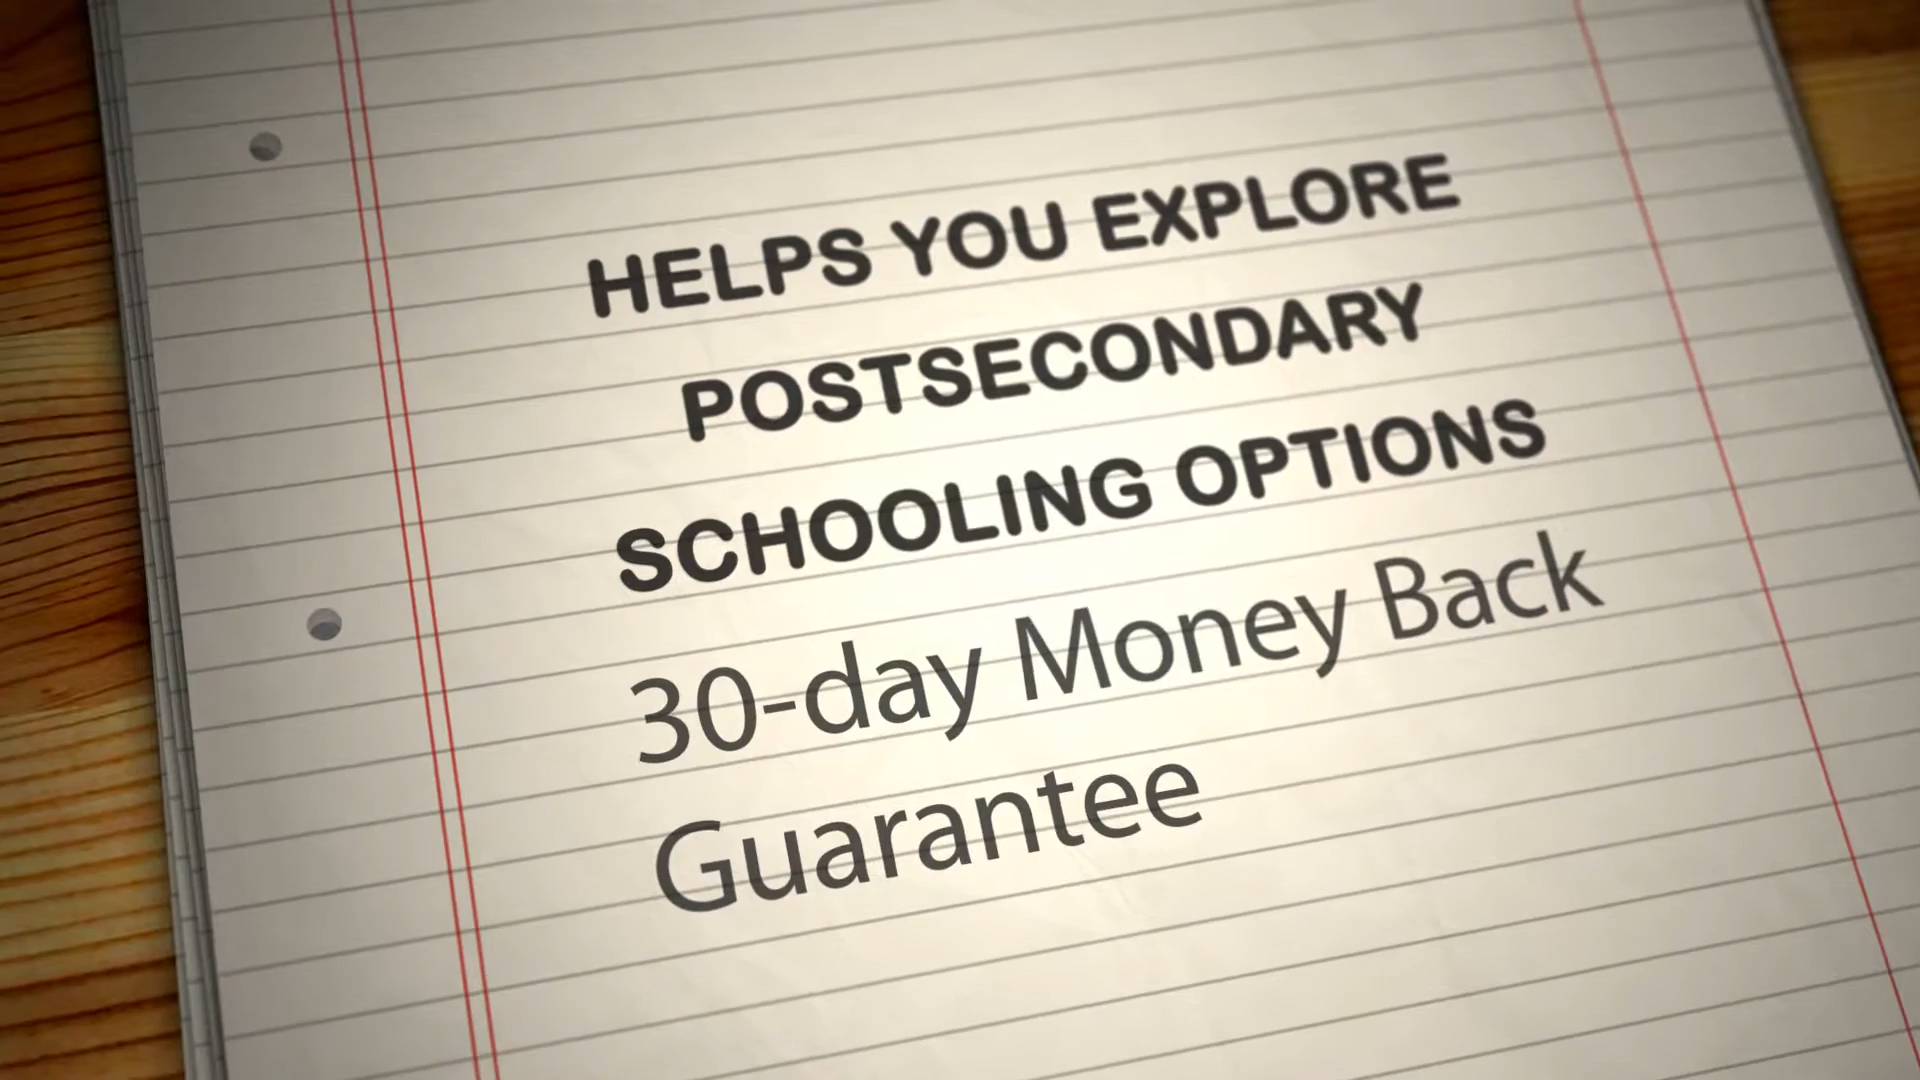 HELPS YOU EXPLORE
POSTSECONDARY
SCHOOLING OPTIONS
30-day Money Back
Guarantee